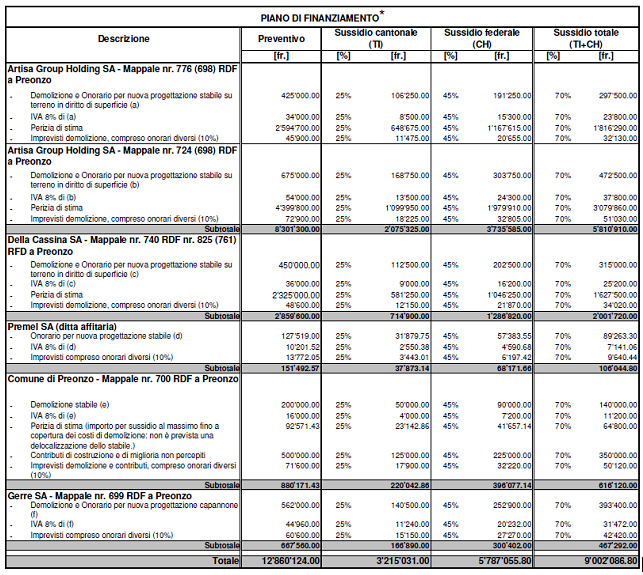 PIANO DI FINANZIAMENTO*
Descrizione Preventivo Sussidio cantonale (TI) Sussidio federale (CH) Sussidio totale (TI+CH)
[fr.] [%] [fr.] [%] [fr.] [%] [fr.]
Artisa Group Holding SA - Mappale nr. 776 (698) RDF
a Preonzo
- Demolizione e Onorario per nuova progettazione stabile su 425'000.00 25% 106'250.00 45% 191'250.00 70% 297'500.00
terreno in diritto di superficie (a)
- IVA 8% di (a) 34'000.00 25% 8'500.00 45% 15'300.00 70% 23'800.00
- Perizia di stima 2'594'700.00 25% 648'675.00 45% 1'167'615.00 70% 1'816'290.00
- Imprevisti demolizione, compreso onorari diversi (10%) 45'900.00 25% 11'475.00 45% 20'655.00 70% 32'130.00
Artisa Group Holding SA - Mappale nr. 724 (698) RDF
a Preonzo
- Demolizione e Onorario per nuova progettazione stabile su 675'000.00 25% 168'750.00 45% 303'750.00 70% 472'500.00
terreno in diritto di superficie (b)
- IVA 8% di (b) 54'000.00 25% 13'500.00 45% 24'300.00 70% 37'800.00
- Perizia di stima 4'399'800.00 25% 1'099'950.00 45% 1'979'910.00 70% 3'079'860.00
- Imprevisti demolizione, compreso onorari diversi (10%) 72'900.00 25% 18'225.00 45% 32'805.00 70% 51'030.00
Subtotale 8'301'300.00 2'075'325.00 3'735'585.00 5'810'910.00
Della Cassina SA - Mappale nr. 740 RDF nr. 825 (761)
RFD a Preonzo
- Demolizione e Onorario per nuova progettazione stabile su 450'000.00 25% 112'500.00 45% 202'500.00 70% 315'000.00
terreno in diritto di superficie (c)
- IVA 8% di (c) 36'000.00 25% 9'000.00 45% 16'200.00 70% 25'200.00
- Perizia di stima 2'325'000.00 25% 581'250.00 45% 1'046'250.00 70% 1'627'500.00
- Imprevisti demolizione, compreso onorari diversi (10%) 48'600.00 25% 12'150.00 45% 21'870.00 70% 34'020.00
Subtotale 2'859'600.00 714'900.00 1'286'820.00 2'001'720.00
Premel SA (ditta affitaria)
- Onorario per nuova progettazione stabile (d) 127'519.00 25% 31'879.75 45% 57'383.55 70% 89'263.30
- IVA 8% di (d) 10'201.52 25% 2'550.38 45% 4'590.68 70% 7'141.06
- Imprevisti compreso onorari diversi (10%) 13'772.05 25% 3'443.01 45% 6'197.42 70% 9'640.44
Subtotale 151'492.57 37'873.14 68'171.66 106'044.80
Comune di Preonzo - Mappale nr. 700 RDF a Preonzo
- Demolizione stabile (e) 200'000.00 25% 50'000.00 45% 90'000.00 70% 140'000.00
- IVA 8% di (e) 16'000.00 25% 4'000.00 45% 7'200.00 70% 11'200.00
- Perizia di stima (importo per sussidio al massimo fino a 92'571.43 25% 23'142.86 45% 41'657.14 70% 64'800.00
copertura dei costi di demolizione: non è prevista una
delocalizzazione dello stabile.)
- Contributi di costruzione e di miglioria non percepiti 500'000.00 25% 125'000.00 45% 225'000.00 70% 350'000.00
- Imprevisti demolizione e contributi, compreso onorari diversi 71'600.00 25% 17'900.00 45% 32'220.00 70% 50'120.00
(10%)
Subtotale 880'171.43 220'042.86 396'077.14 616'120.00
Gerre SA - Mappale nr. 699 RDF a Preonzo
- Demolizione e Onorario per nuova progettazione capannone 562'000.00 25% 140'500.00 45% 252'900.00 70% 393'400.00
(f)
- IVA 8% di (f) 44'960.00 25% 11'240.00 45% 20'232.00 70% 31'472.00
- Imprevisti compreso onorari diversi (10%) 60'600.00 25% 15'150.00 45% 27'270.00 70% 42'420.00
Subtotale 667'560.00 166'890.00 300'402.00 467'292.00
Totale 12'860'124.00 3'215'031.00 5'787'055.80 9'002'086.80